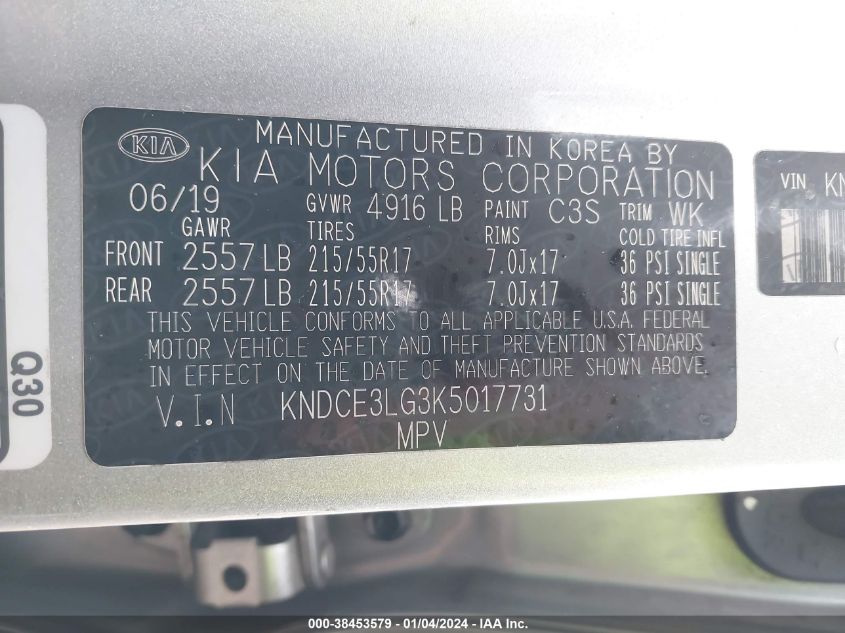 MANUFACTURED IN KOREA BY
KIA
KIA MOTORS CORPORATION
06/19 GVWR 4916 LB PAINT C3S TRIM WK
GAWR TIRES RIMS COLD TIRE INFL
FRONT 2557 LB 215/55R17 7.0Jx17 36 PSI SINGLE
REAR 2557 LB 215/55R17 7.0Jx17 36 PSI SINGLE
THIS VEHICLE CONFORMS TO ALL APPLICABLE U.S.A. FEDERAL
MOTOR VEHICLE SAFETY AND THEFT PREVENTION STANDARDS
IN EFFECT ON THE DATE OF MANUFACTURE SHOWN ABOVE.
V.I.N KNDCE3LG3K5017731
MPV
VIN KN
Q30
000-38453579 - 01/04/2024 - IAA Inc.